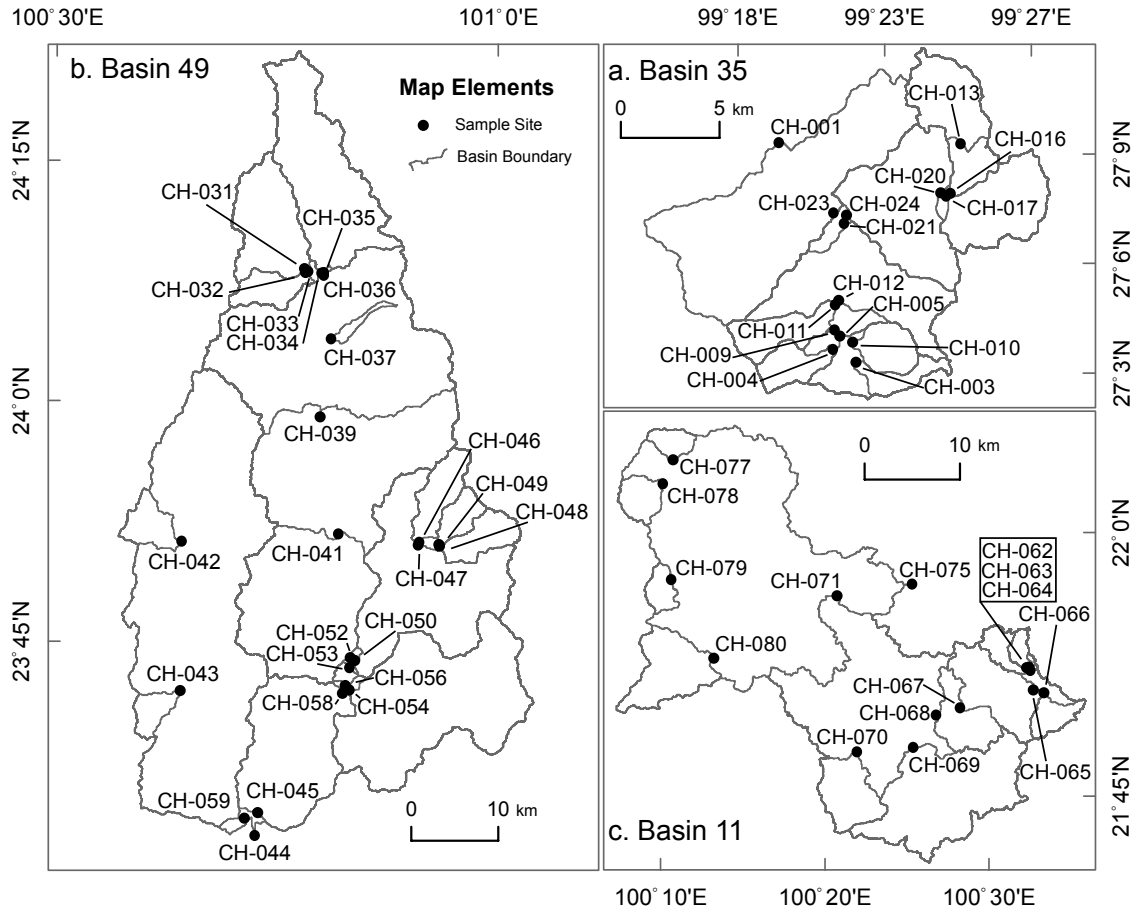 100°30'E
101°0'E
99°18'E
99°23'E
99°27'E
b. Basin 49
Map Elements
Sample Site
Basin Boundary
24°15'N
24°0'N
23°45'N
CH-031
CH-035
CH-032
CH-036
CH-033
CH-034
CH-037
CH-039
CH-046
CH-049
CH-048
CH-042
CH-041
CH-047
CH-052
CH-050
CH-053
CH-043
CH-056
CH-058
CH-054
CH-059
CH-045
CH-044
0 10 km
a. Basin 35
0 5 km
CH-013
CH-001
CH-016
CH-020
CH-017
CH-023
CH-024
CH-021
CH-012
CH-005
CH-011
CH-009
CH-010
CH-004
CH-003
27°9'N
27°6'N
27°3'N
0 10 km
CH-077
CH-078
CH-079
CH-071
CH-075
CH-062
CH-063
CH-064
CH-066
CH-080
CH-067
CH-068
CH-070
CH-069
CH-065
c. Basin 11
22°0'N
21°45'N
100°10'E
100°20'E
100°30'E